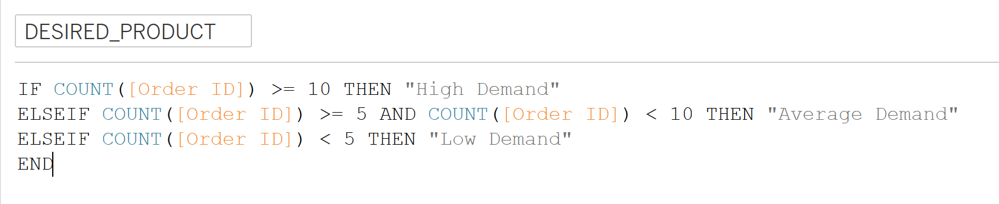 DESIRED_PRODUCT
IF COUNT([Order ID]) >= 10 THEN "High Demand"
ELSEIF COUNT([Order ID]) >= 5 AND COUNT([Order ID]) < 10 THEN "Average Demand"
ELSEIF COUNT([Order ID]) < 5 THEN "Low Demand"
END